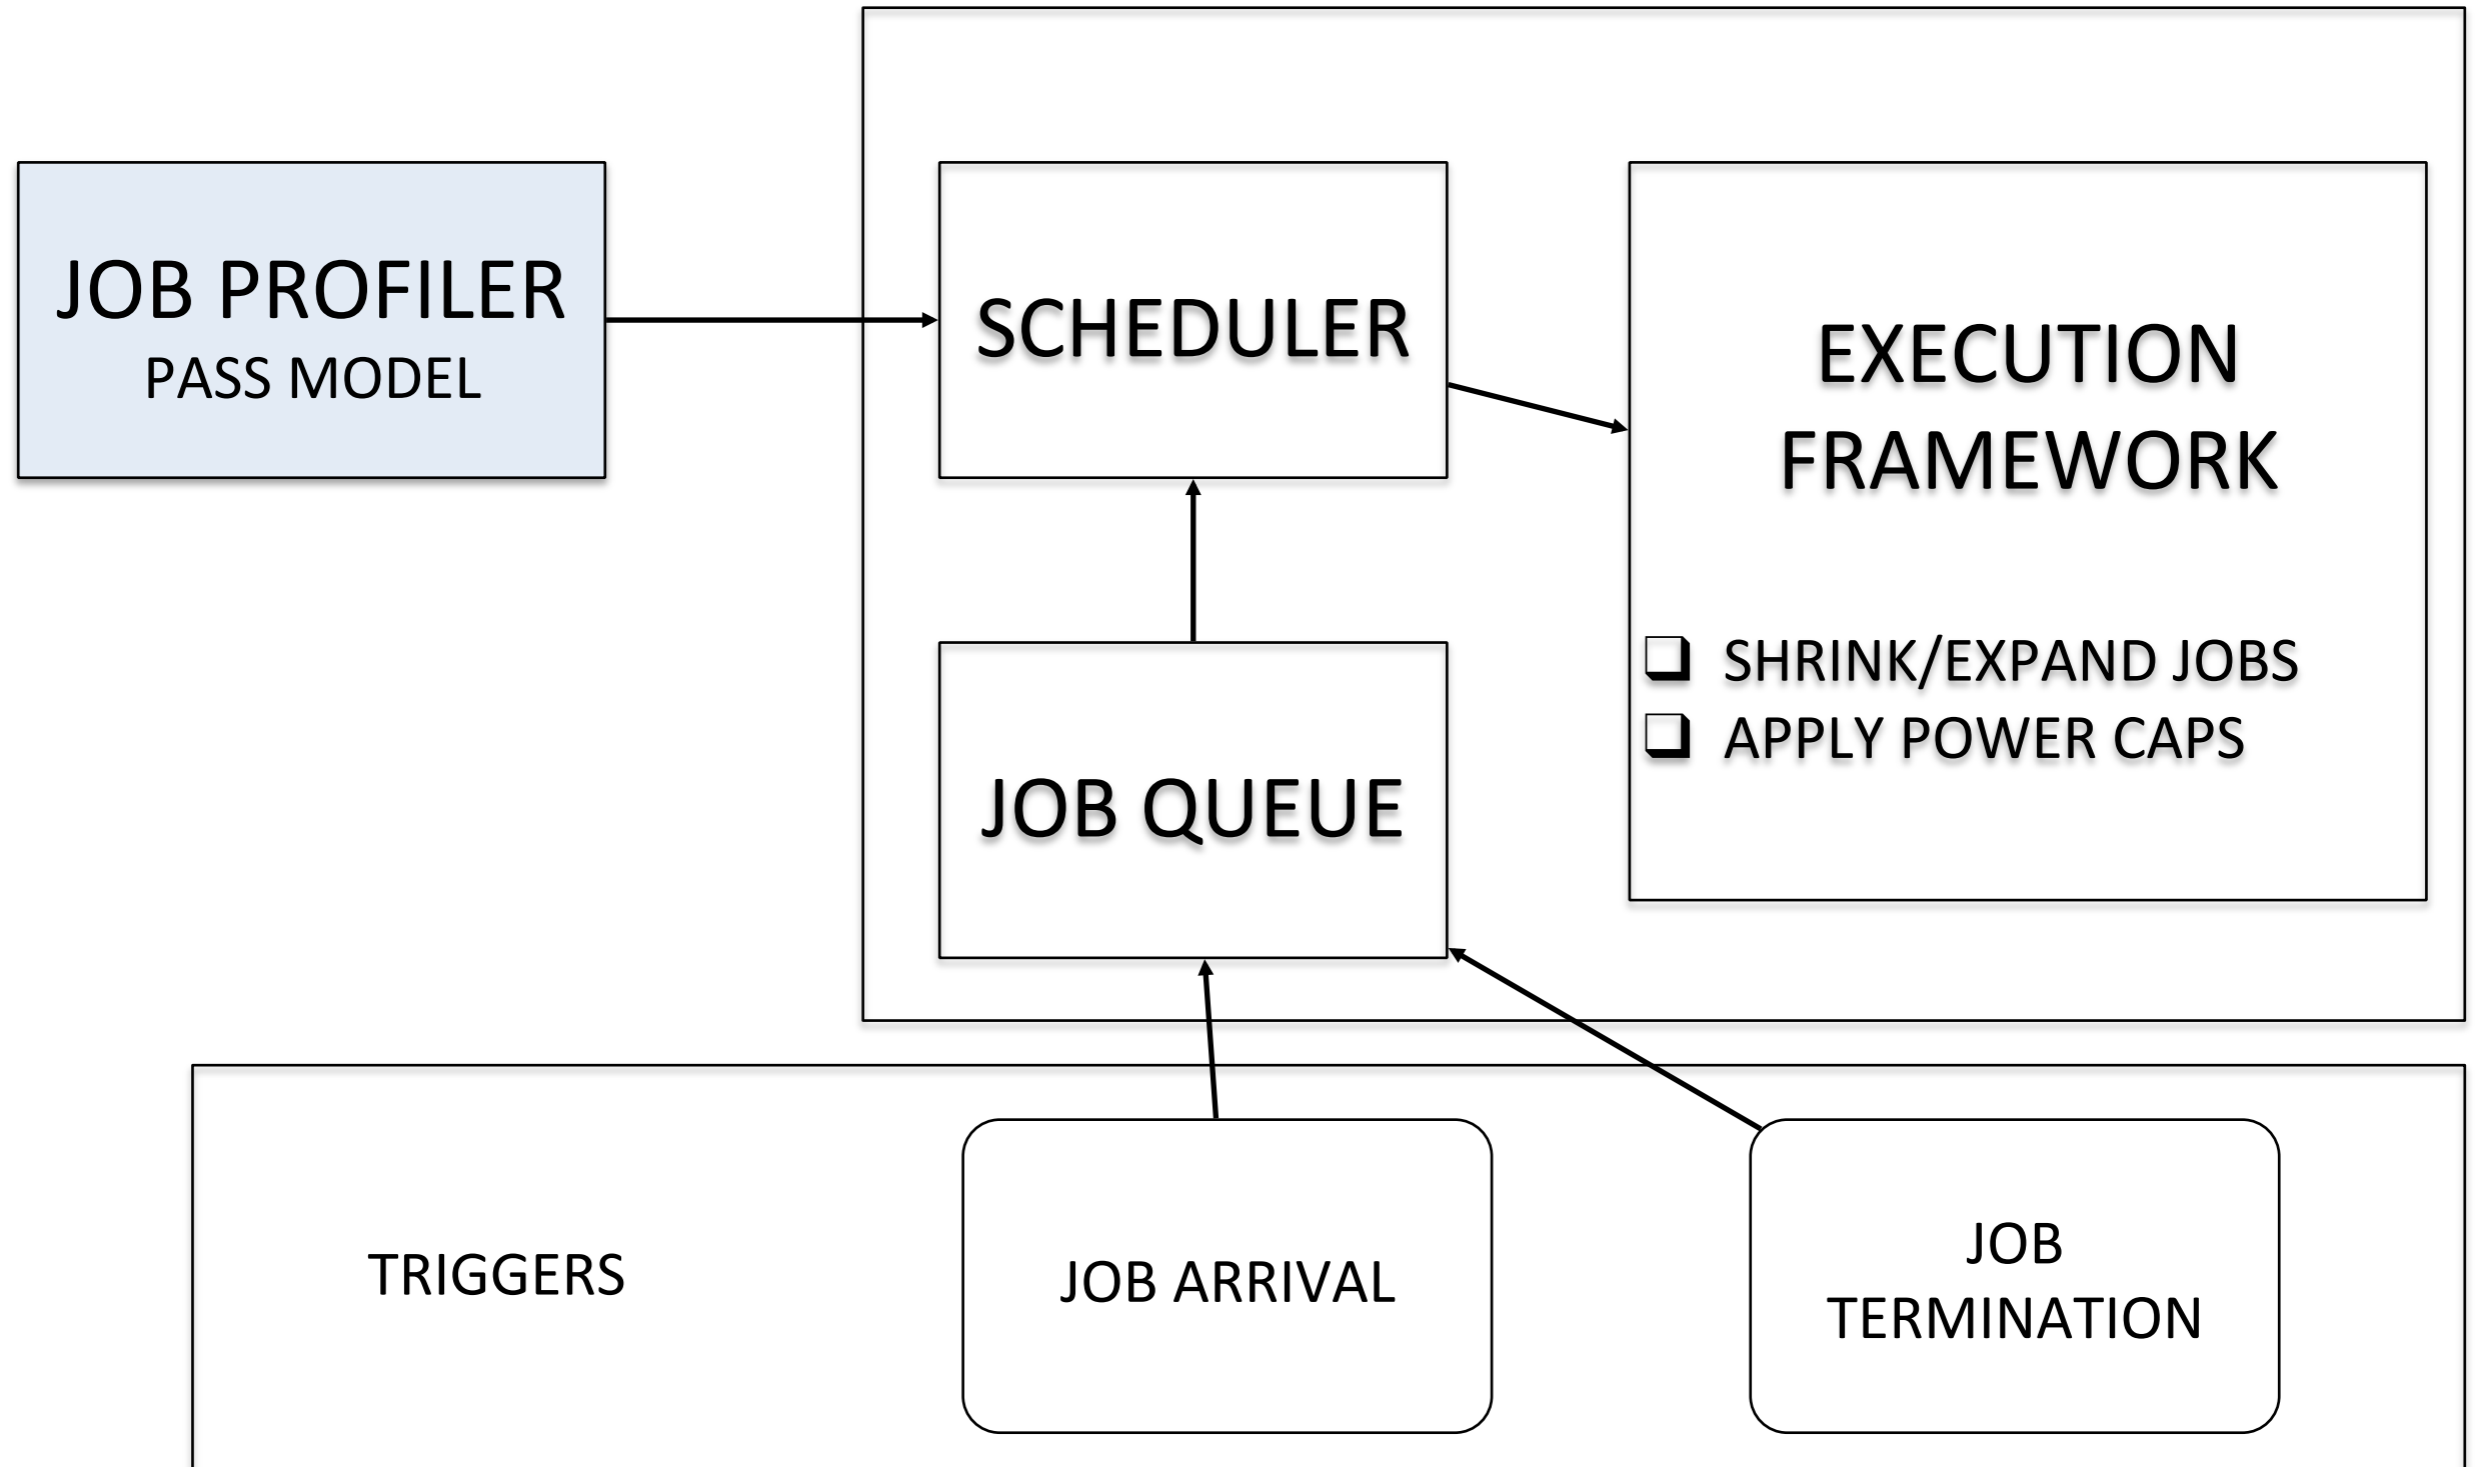 JOB PROFILER
PASS MODEL
SCHEDULER
EXECUTION
FRAMEWORK
SHRINK/EXPAND JOBS
APPLY POWER CAPS
JOB QUEUE
TRIGGERS
JOB ARRIVAL
JOB
TERMINATION